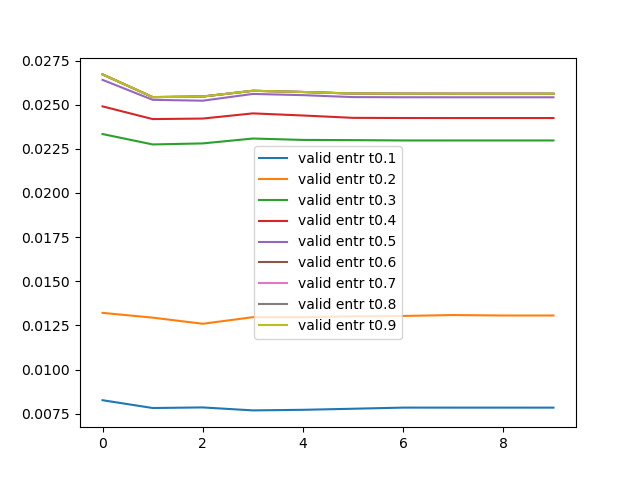 0.0275
0.0250
0.0225
0.0200
0.0175
0.0150
0.0125
0.0100
0.0075
valid entr t0.1
valid entr t0.2
valid entr t0.3
valid entr t0.4
valid entr t0.5
valid entr t0.6
valid entr t0.7
valid entr t0.8
valid entr t0.9
0 2 4 6 8